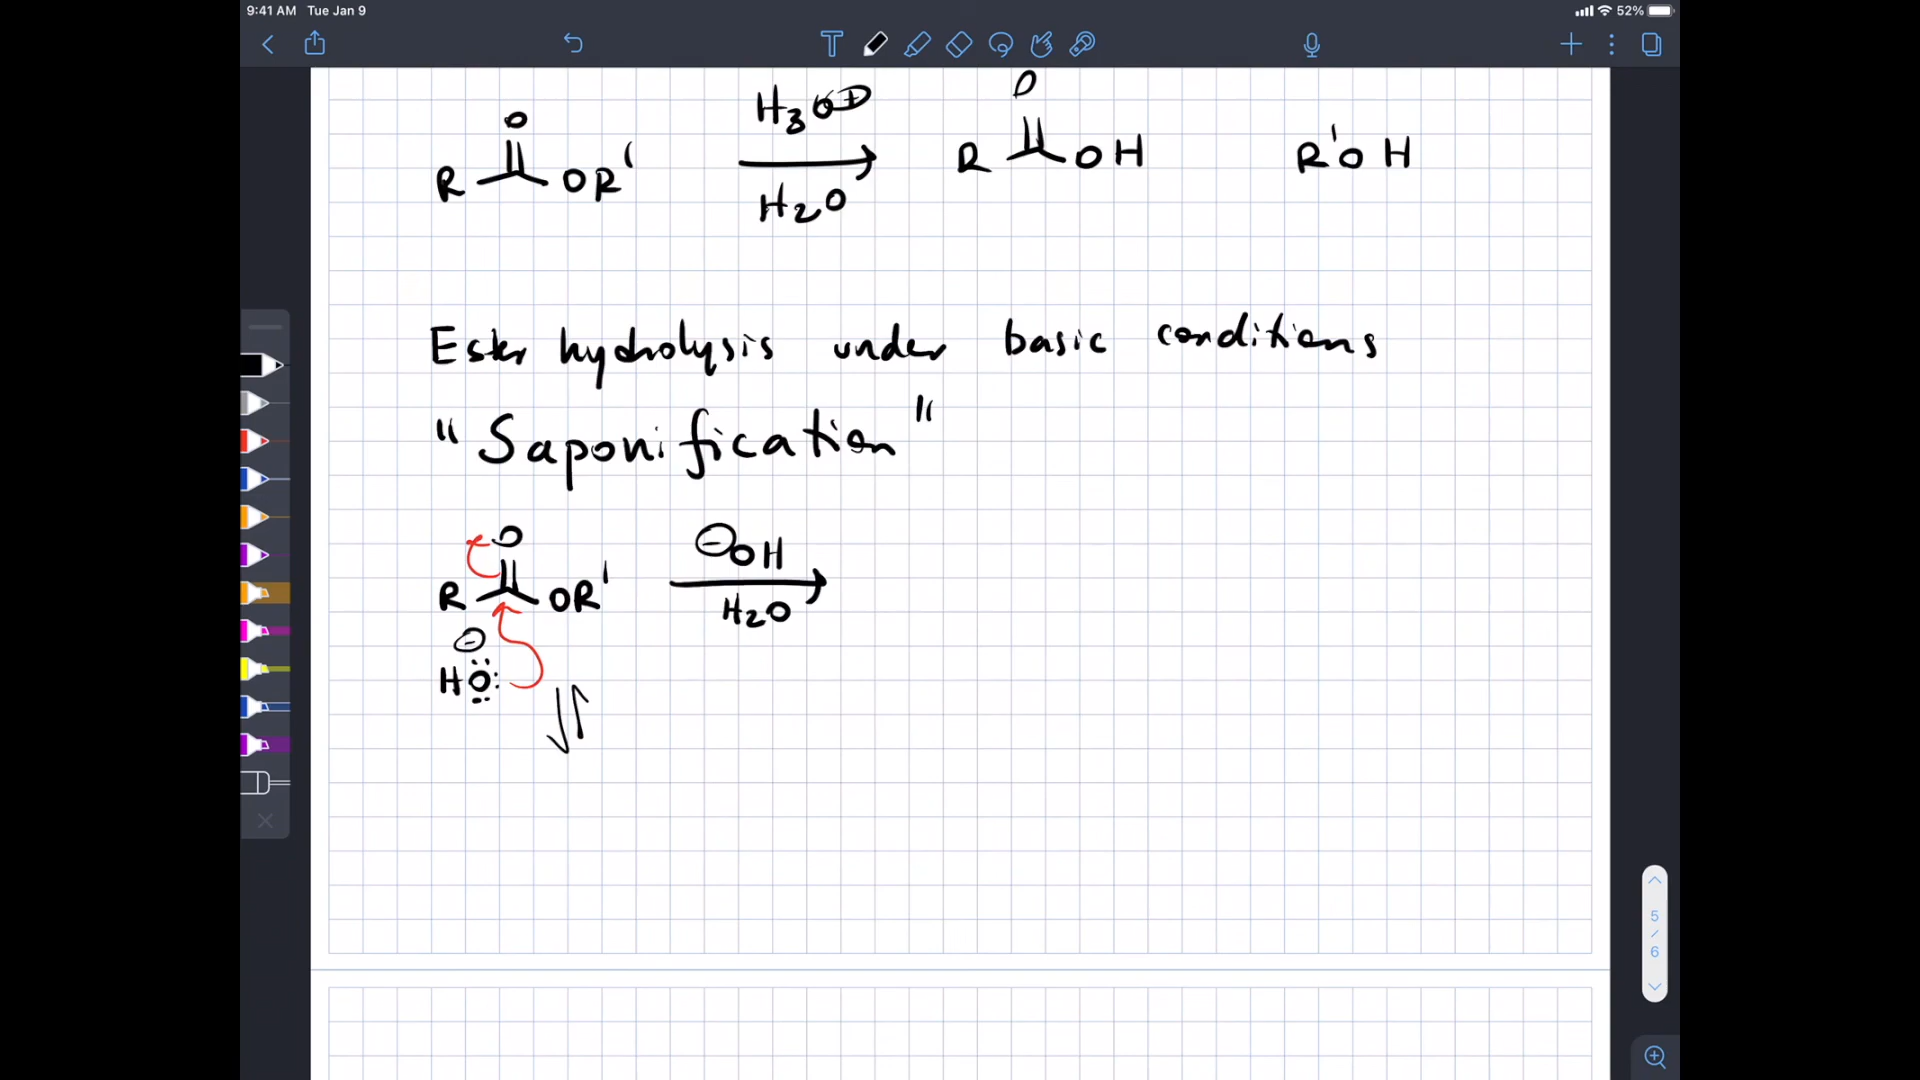 9:41 AM Tue Jan 9
52%
T
O
H3O⊕
O
R OR'
H2O
R OH
R'OH
Ester hydrolysis under basic conditions
"Saponification"
O
⊖OH
R OR'
H2O
⊖
HO
5
/
6